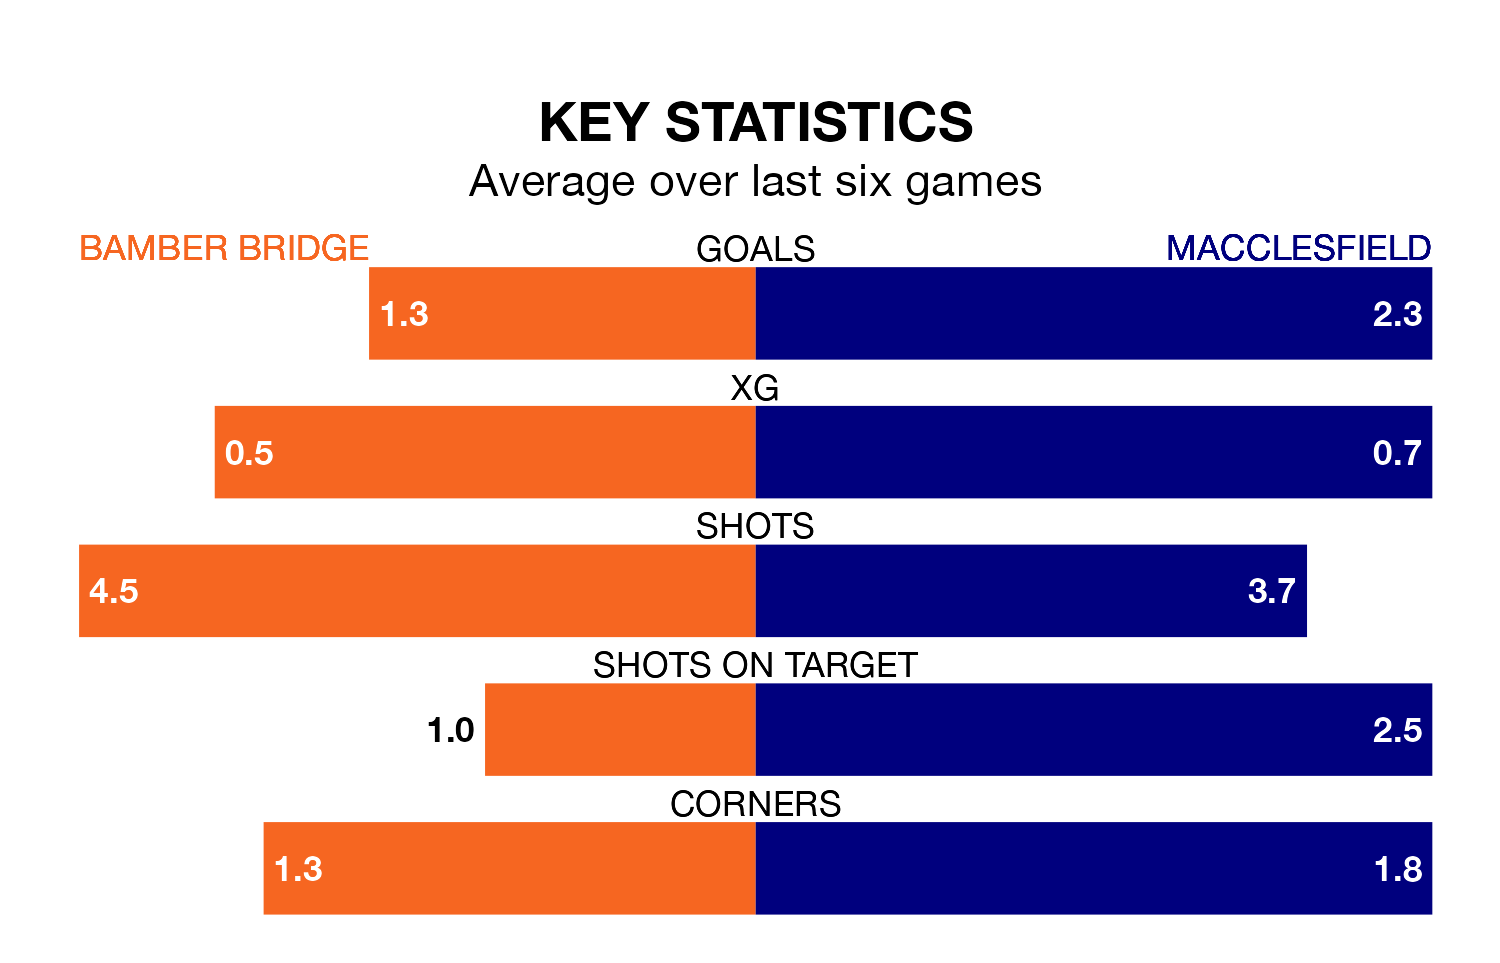 KEY STATISTICS
Average over last six games
BAMBER BRIDGE GOALS MACCLESFIELD
1.3 2.3
XG
0.5 0.7
SHOTS
4.5 3.7
SHOTS ON TARGET
1.0 2.5
CORNERS
1.3 1.8